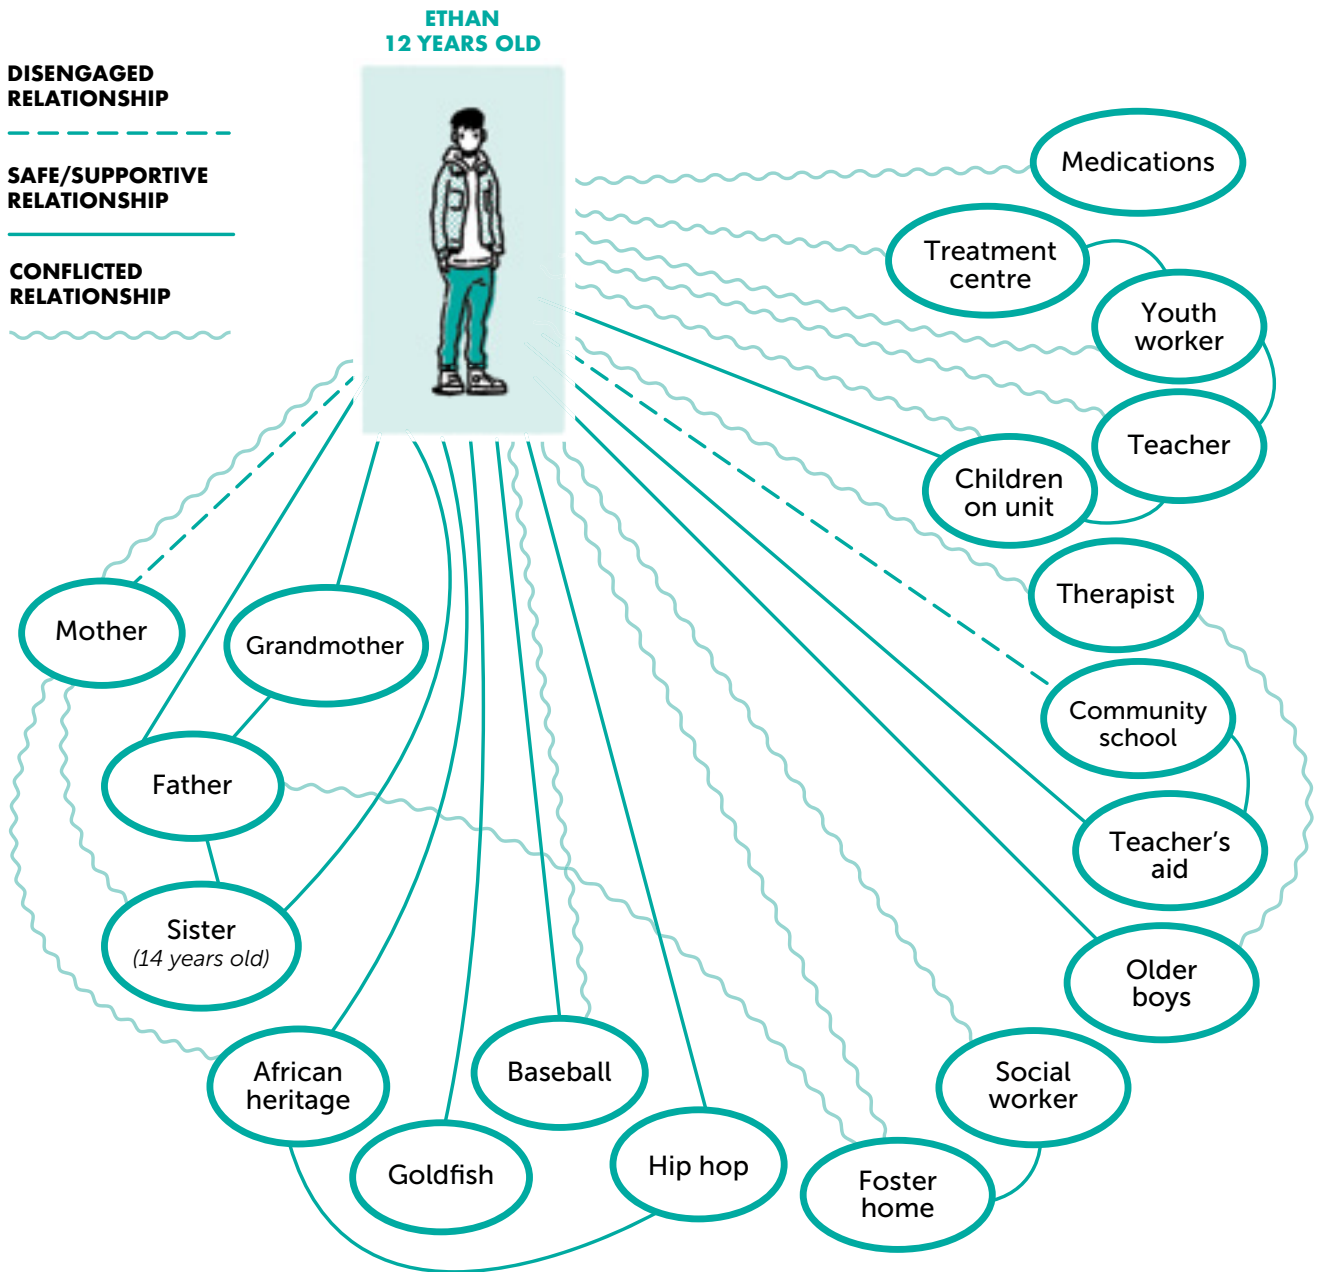 ETHAN
12 YEARS OLD
DISENGAGED
RELATIONSHIP
SAFE/SUPPORTIVE
RELATIONSHIP
CONFLICTED
RELATIONSHIP
Medications
Treatment
centre
Youth
worker
Teacher
Children
on unit
Therapist
Mother
Grandmother
Community
school
Father
Teacher's
aid
Sister
(14 years old)
Older
boys
African
heritage
Baseball
Social
worker
Goldfish
Hip hop
Foster
home